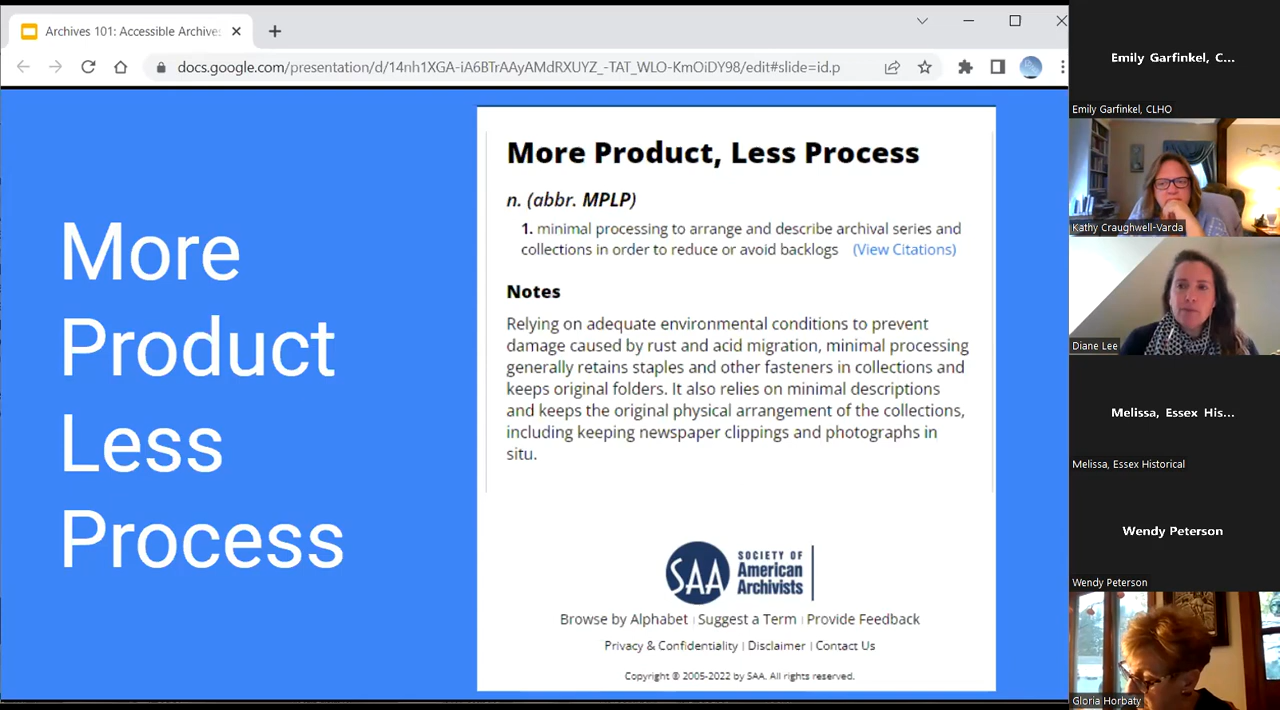 Archives 101: Accessible Archive
docs.google.com/presentation/d/14nh1XGA-iA6BTrAAyAMdRXUYZ_-TAT_WLO-KmOiDY98/edit#slide=id.p
More
Product
Less
Process
More Product, Less Process
n. (abbr. MPLP)
1. minimal processing to arrange and describe archival series and
collections in order to reduce or avoid backlogs (View Citations)
Notes
Relying on adequate environmental conditions to prevent
damage caused by rust and acid migration, minimal processing
generally retains staples and other fasteners in collections and
keeps original folders. It also relies on minimal descriptions
and keeps the original physical arrangement of the collections,
including keeping newspaper clippings and photographs in
situ.
SAA
SOCIETY OF
American
Archivists
Browse by Alphabet | Suggest a Term | Provide Feedback
Privacy & Confidentiality | Disclaimer | Contact Us
Copyright © 2005-2022 by SAA. All rights reserved.
Emily Garfinkel, C...
Emily Garfinkel, CLHO
Kathy Craughwell-Varda
Diane Lee
Melissa, Essex His...
Melissa, Essex Historical
Wendy Peterson
Wendy Peterson
Gloria Horbaty